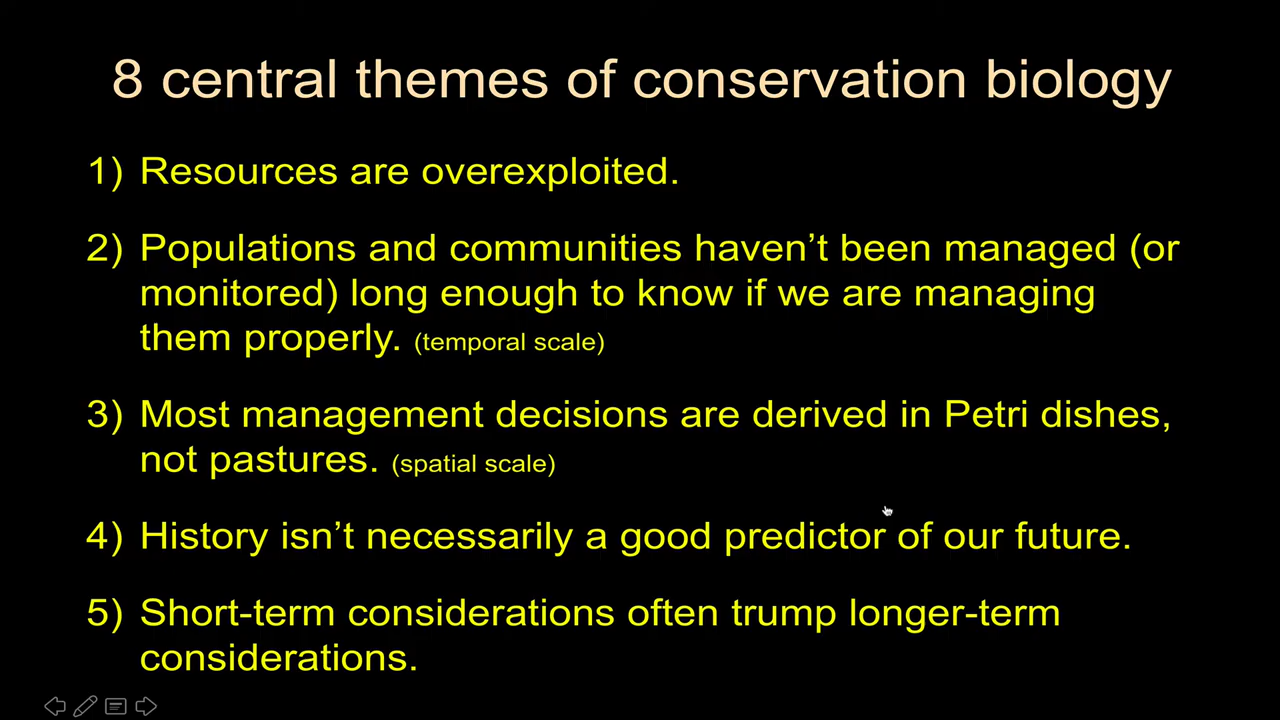 8 central themes of conservation biology
1) Resources are overexploited.
2) Populations and communities haven’t been managed (or
monitored) long enough to know if we are managing
them properly. (temporal scale)
3) Most management decisions are derived in Petri dishes,
not pastures. (spatial scale)
4) History isn’t necessarily a good predictor of our future.
5) Short-term considerations often trump longer-term
considerations.